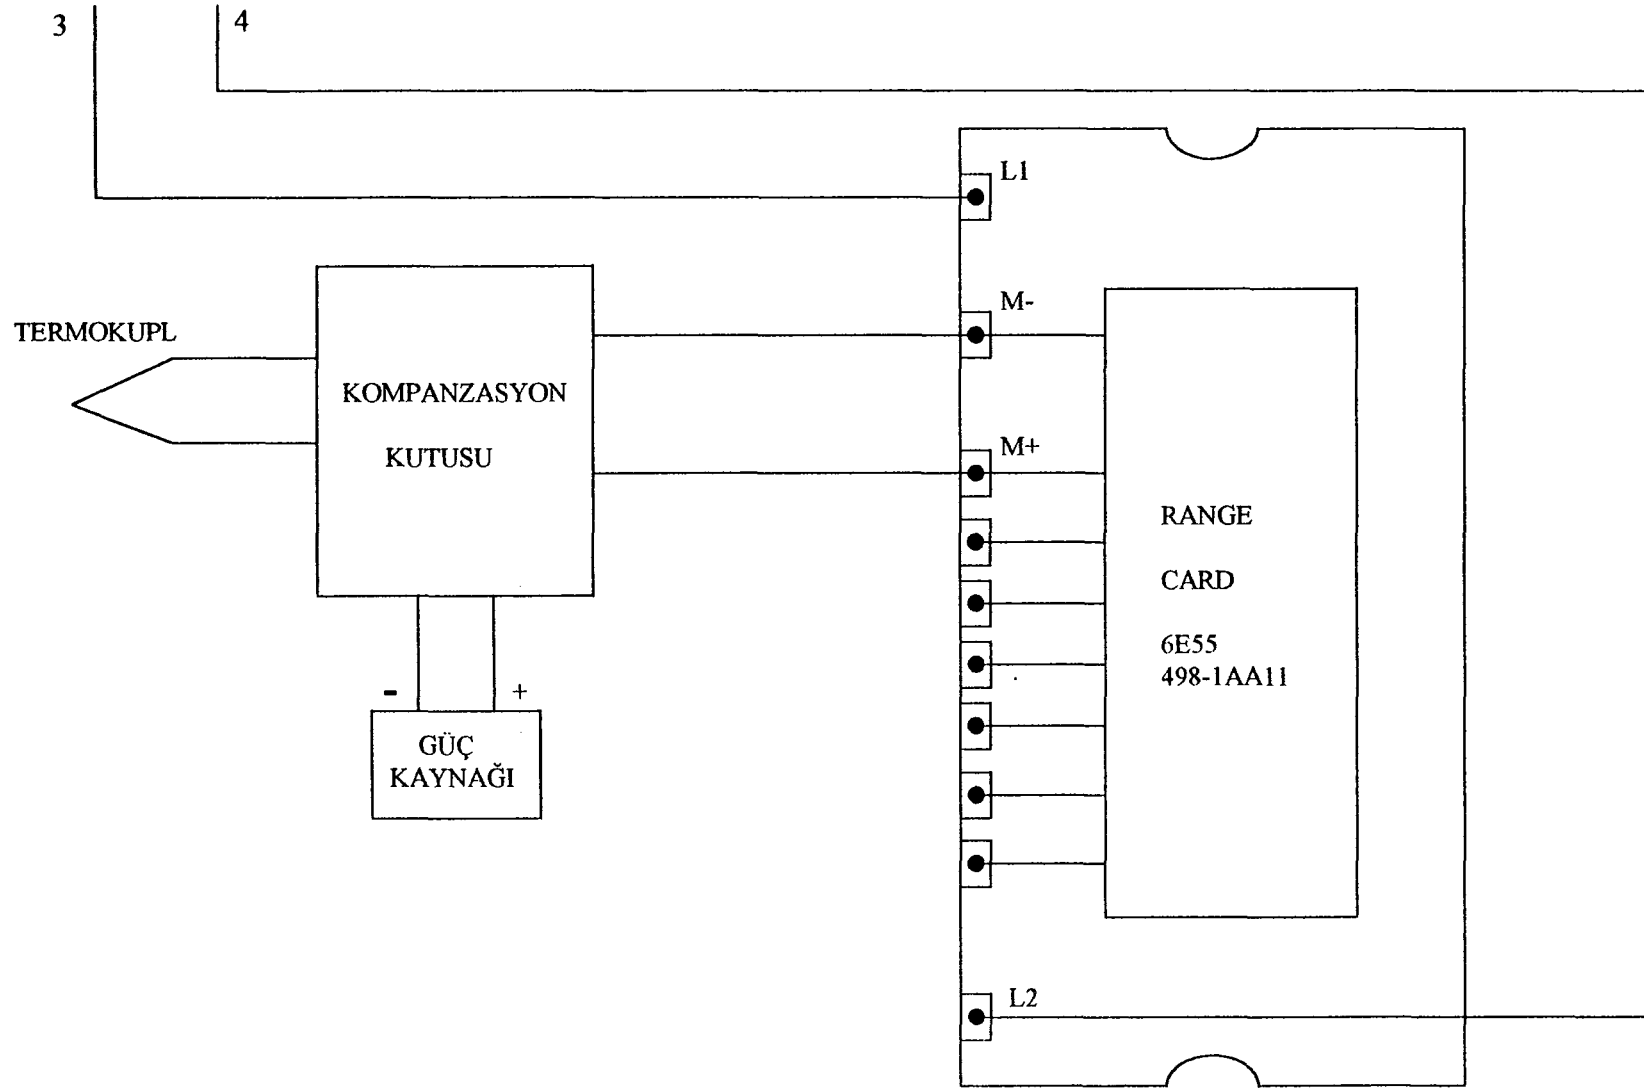 3
4
L1
M-
TERMOKUPL
KOMPANZASYON
KUTUSU
M+
RANGE
CARD
6E55
498-1AA11
-
+
GÜÇ
KAYNAĞI
L2